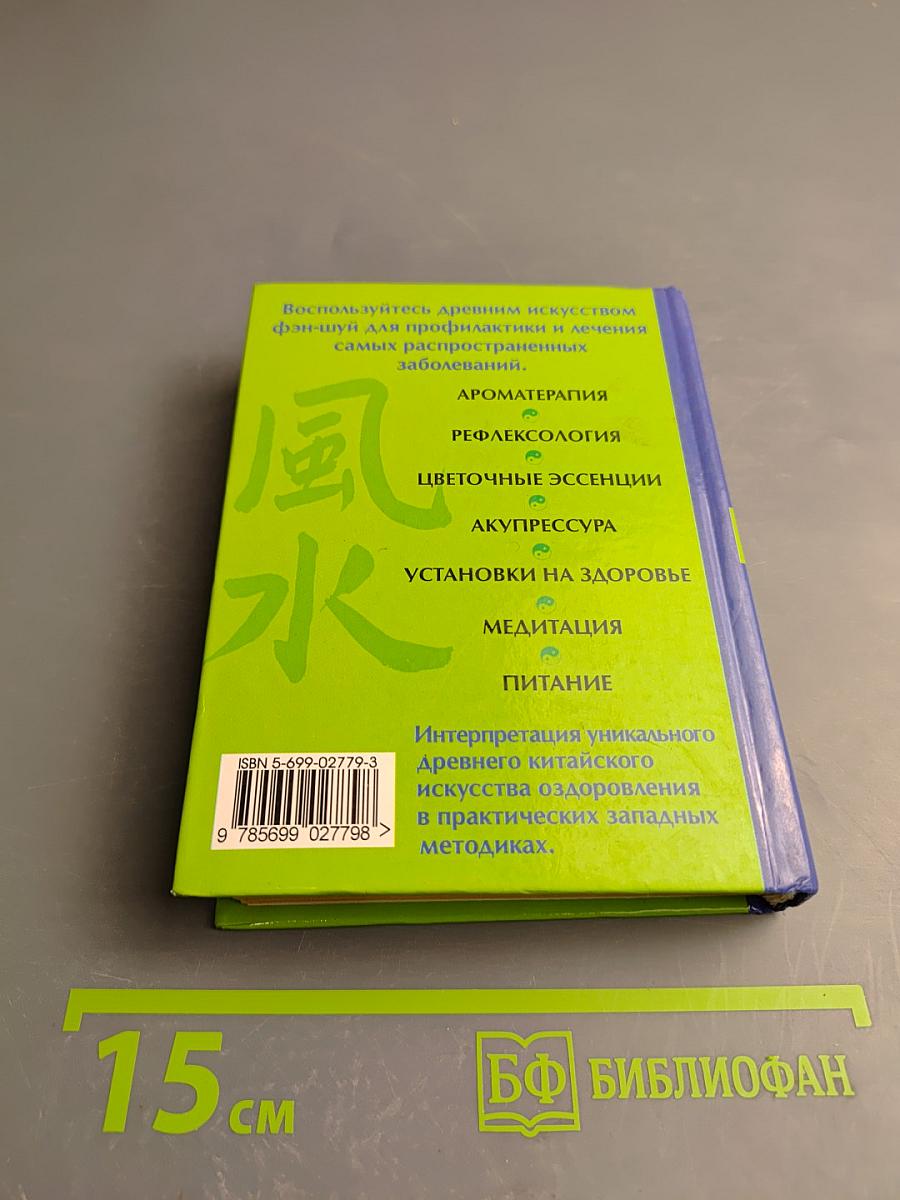 Воспользуйтесь древним искусством
фэн-шуй для профилактики и лечения
самых распространенных
заболеваний.
風
水
АРОМАТЕРАПИЯ
РЕФЛЕКСОЛОГИЯ
ЦВЕТОЧНЫЕ ЭССЕНЦИИ
АКУПРЕССУРА
УСТАНОВКИ НА ЗДОРОВЬЕ
МЕДИТАЦИЯ
ПИТАНИЕ
Интерпретация уникального
древнего китайского
искусства оздоровления
в практических западных
методиках.
ISBN 5-699-02779-3
9 785699 027798 >
15 см
БФ БИБЛИОФАН